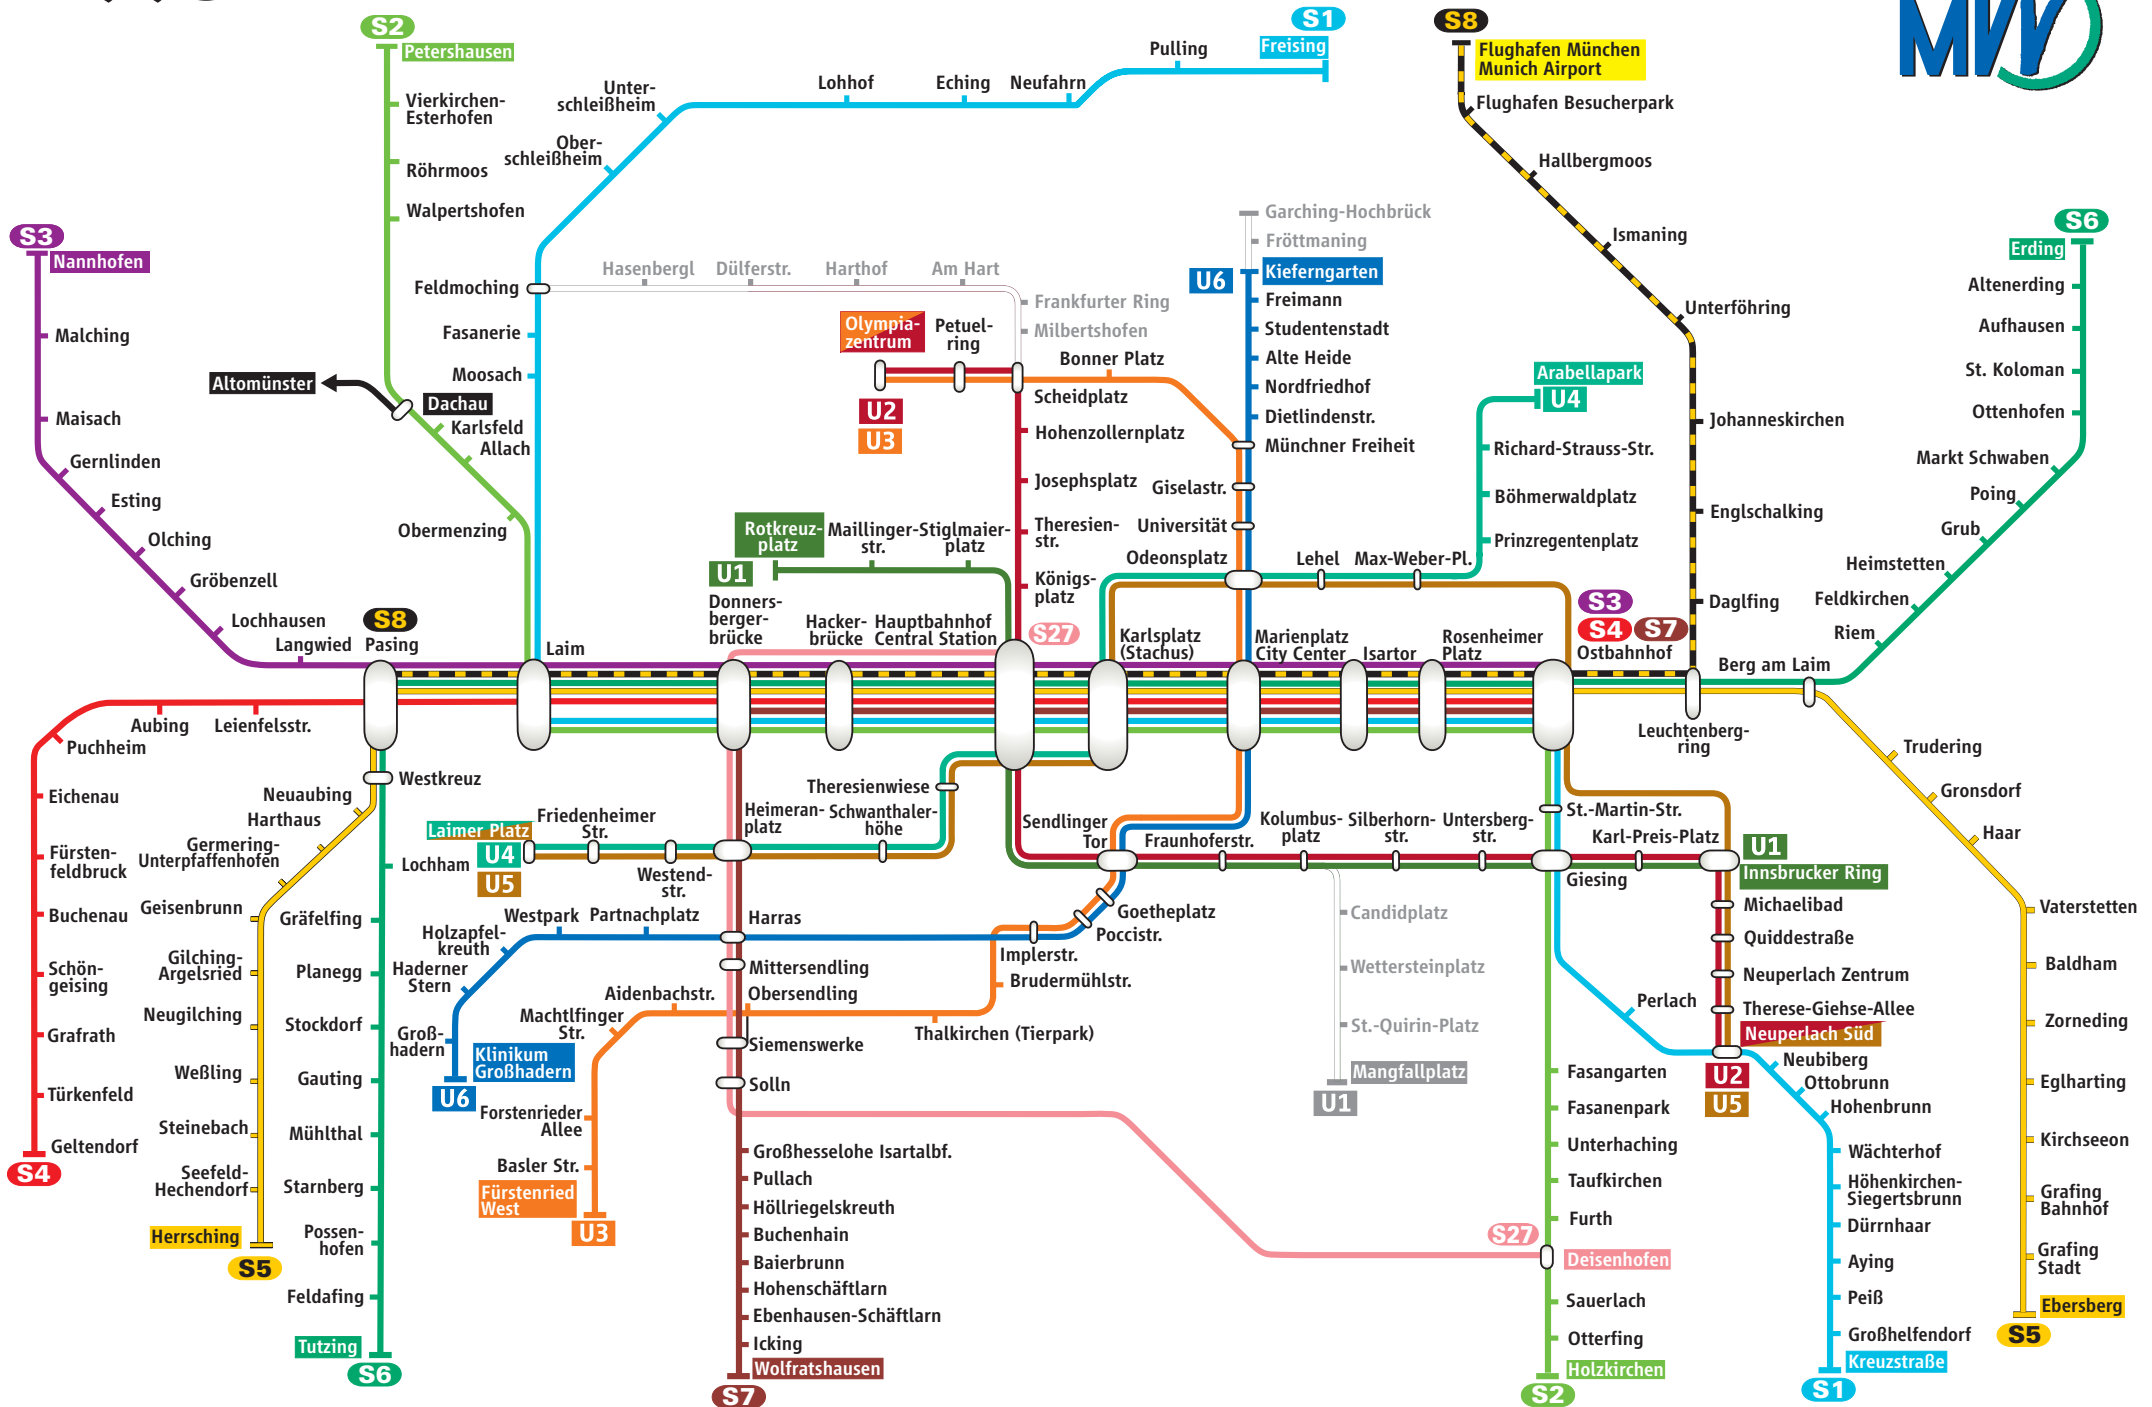 S2
Petershausen
Vierkirchen-
Esterhofen
Röhrmoos
Walpertshofen
S1
Freising
Pulling
Neufahrn
Eching
Lohhof
Unter-
schleißheim
Ober-
schleißheim
S8
Flughafen München
Munich Airport
Flughafen Besucherpark
Hallbergmoos
Ismaning
Unterföhring
Johanneskirchen
Englschalking
Daglfing
MVV
S3
Nannhofen
Malching
Maisach
Gernlinden
Esting
Olching
Gröbenzell
Lochhausen
Langwied
Altomünster
Dachau
Karlsfeld
Allach
Obermenzing
Feldmoching
Fasanerie
Moosach
Hasenbergl
Dülferstr.
Harthof
Am Hart
Frankfurter Ring
Milbertshofen
Olympia-
zentrum
Petuel-
ring
U2
U3
Bonner Platz
Scheidplatz
Hohenzollernplatz
Josephsplatz
Theresien-
str.
Königs-
platz
Garching-Hochbrück
Fröttmaning
U6
Kieferngarten
Freimann
Studentenstadt
Alte Heide
Nordfriedhof
Dietlindenstr.
Münchner Freiheit
Giselastr.
Universität
Odeonsplatz
Lehel
Max-Weber-Pl.
Arabellapark
U4
Richard-Strauss-Str.
Böhmerwaldplatz
Prinzregentenplatz
S6
Erding
Altenerding
Aufhausen
St. Koloman
Ottenhofen
Markt Schwaben
Poing
Grub
Heimstetten
Feldkirchen
Riem
Berg am Laim
Rotkreuz-
platz
U1
Maillinger-
str.
Stiglmaier-
platz
S8
Pasing
Laim
Donners-
berger-
brücke
Hacker-
brücke
Hauptbahnhof
Central Station
S27
Karlsplatz
(Stachus)
Marienplatz
City Center
Isartor
Rosenheimer
Platz
S3
S4
S7
Ostbahnhof
Leuchtenberg-
ring
Leienfelsstr.
Aubing
Puchheim
Eichenau
Fürsten-
feldbruck
Buchenau
Schön-
geising
Grafrath
Türkenfeld
Geltendorf
S4
Westkreuz
Neuaubing
Harthaus
Germering-
Unterpfaffenhofen
Geisenbrunn
Gilching-
Argelsried
Neugilching
Weßling
Steinebach
Seefeld-
Hechendorf
Herrsching
S5
Lochham
Gräfelfing
Planegg
Stockdorf
Gauting
Mühlthal
Starnberg
Possen-
hofen
Feldafing
Tutzing
S6
Laimer Platz
U4
U5
Friedenheimer
Str.
Westend-
str.
Heimeran-
platz
Schwanthaler-
höhe
Theresienwiese
Westpark
Partnachplatz
Holzapfel-
kreuth
Haderner
Stern
Groß-
hadern
Klinikum
Großhadern
U6
Harras
Mittersendling
Obersendling
Siemenswerke
Solln
Aidenbachstr.
Machtlfinger
Str.
Forstenrieder
Allee
Basler Str.
Fürstenried
West
U3
Thalkirchen (Tierpark)
Brudermühlstr.
Implerstr.
Poccistr.
Goetheplatz
Sendlinger
Tor
Fraunhoferstr.
Kolumbus-
platz
Silberhorn-
str.
Untersberg-
str.
Giesing
St.-Martin-Str.
Karl-Preis-Platz
U1
Innsbrucker Ring
Michaelibad
Quiddestraße
Neuperlach Zentrum
Therese-Giehse-Allee
Neuperlach Süd
U2
U5
Candidplatz
Wettersteinplatz
St.-Quirin-Platz
Mangfallplatz
U1
Großhesselohe Isartalbf.
Pullach
Höllriegelskreuth
Buchenhain
Baierbrunn
Hohenschäftlarn
Ebenhausen-Schäftlarn
Icking
Wolfratshausen
S7
Fasangarten
Fasanenpark
Unterhaching
Taufkirchen
Furth
S27
Deisenhofen
Sauerlach
Otterfing
Holzkirchen
S2
Perlach
Neubiberg
Ottobrunn
Hohenbrunn
Wächterhof
Höhenkirchen-
Siegertsbrunn
Dürrnhaar
Aying
Peiß
Großhelfendorf
Kreuzstraße
S1
Trudering
Gronsdorf
Haar
Vaterstetten
Baldham
Zorneding
Eglharting
Kirchseeon
Grafing
Bahnhof
Grafing
Stadt
Ebersberg
S5